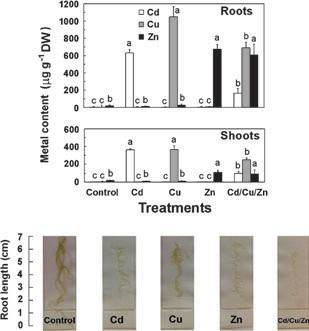 1200
1000
800
600
400
200
0
Metal content (µg g⁻¹ DW)
Cd
Cu
Zn
Roots
c c b
a
c b
a
c b
c c
a
b
a
a
Shoots
600
400
200
0
c c b
a
c b
a
c b
c c
a
b
a
a
Control Cd Cu Zn Cd/Cu/Zn
Treatments
Root length (cm)
7
6
5
4
3
2
1
0
Control Cd Cu Zn Cd/Cu/Zn